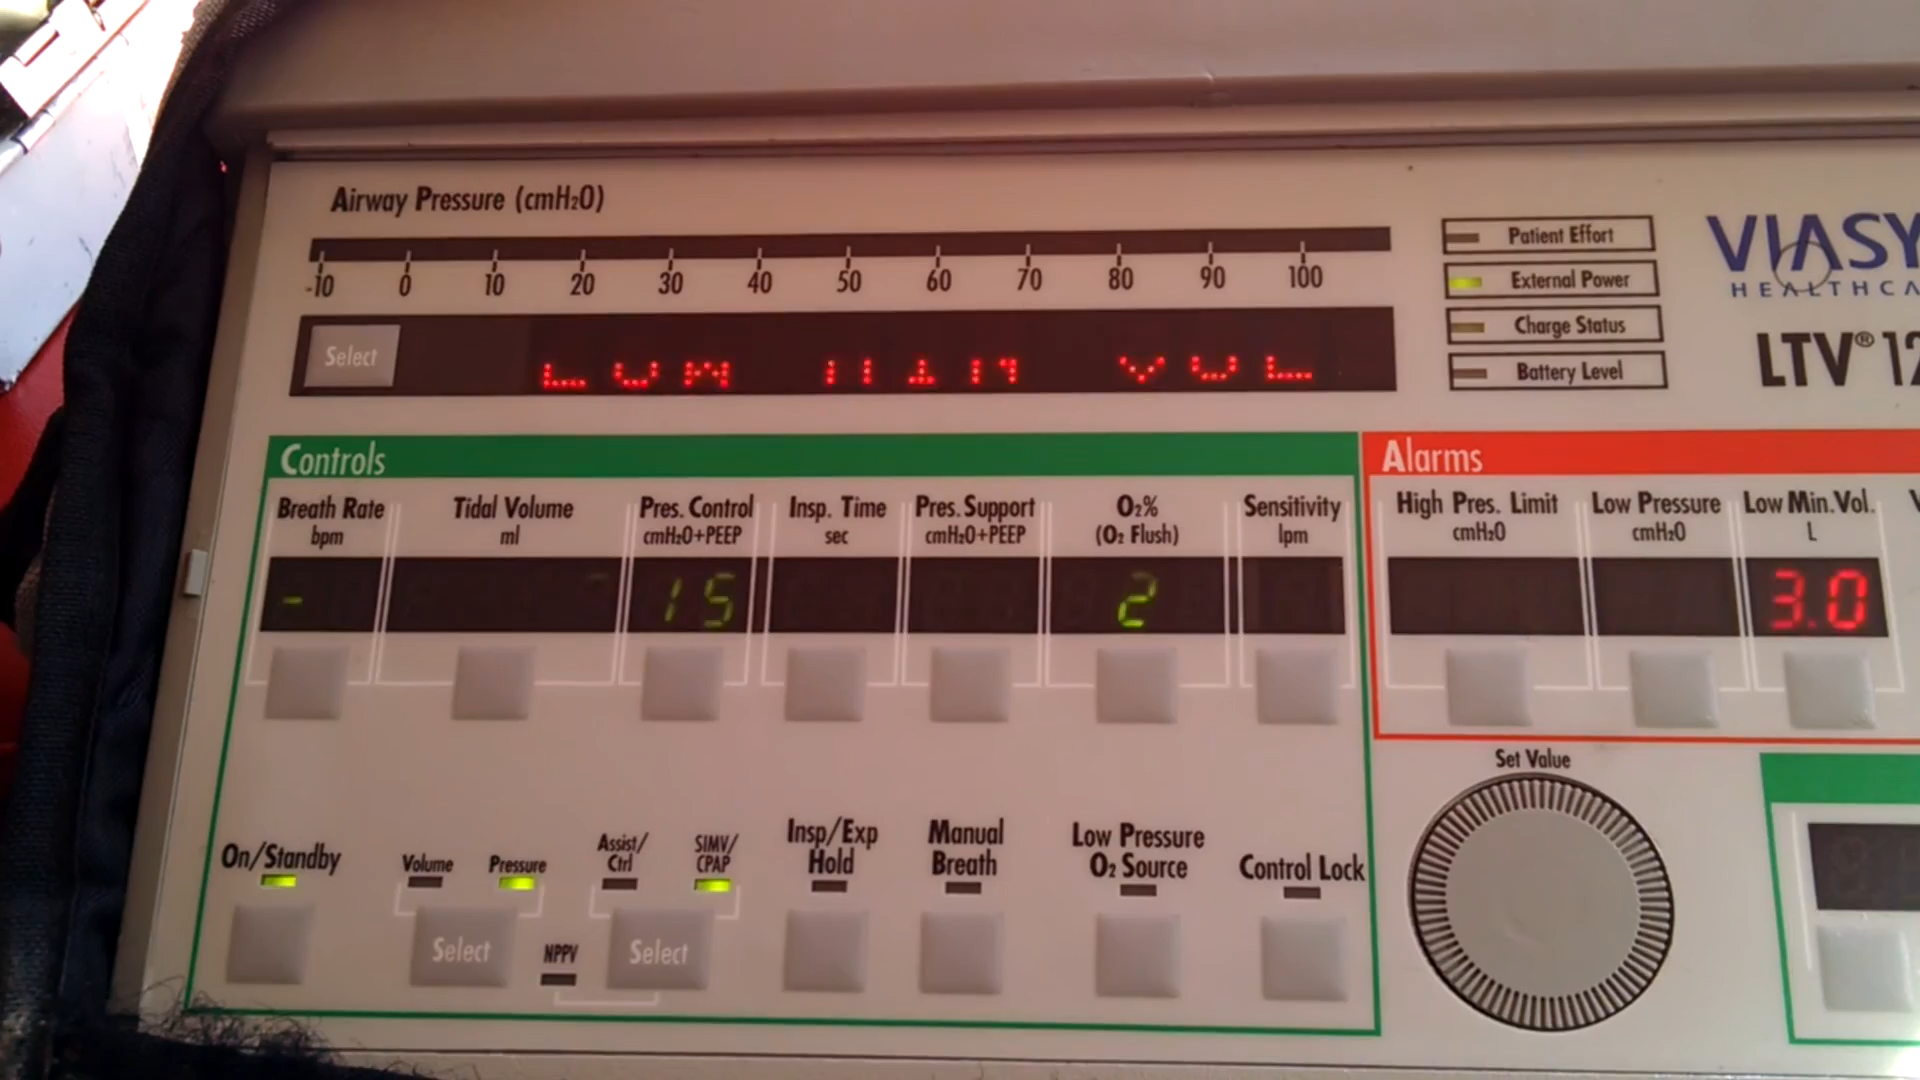 Airway Pressure (cmH₂O)
-10 0 10 20 30 40 50 60 70 80 90 100
Select
LOW MIN VOL
Patient Effort
External Power
Charge Status
Battery Level
VIASY
HEALTHCA
LTV® 12
Controls
Breath Rate
bpm
Tidal Volume
ml
Pres. Control
cmH₂O+PEEP
Insp. Time
sec
Pres. Support
cmH₂O+PEEP
O₂%
(O₂ Flush)
Sensitivity
lpm
-
15
2
Alarms
High Pres. Limit
cmH₂O
Low Pressure
cmH₂O
Low Min. Vol.
L
3.0
Set Value
On/Standby
Volume
Pressure
Select
NPPV
Assist/
Ctrl
SIMV/
CPAP
Select
Insp/Exp
Hold
Manual
Breath
Low Pressure
O₂ Source
Control Lock